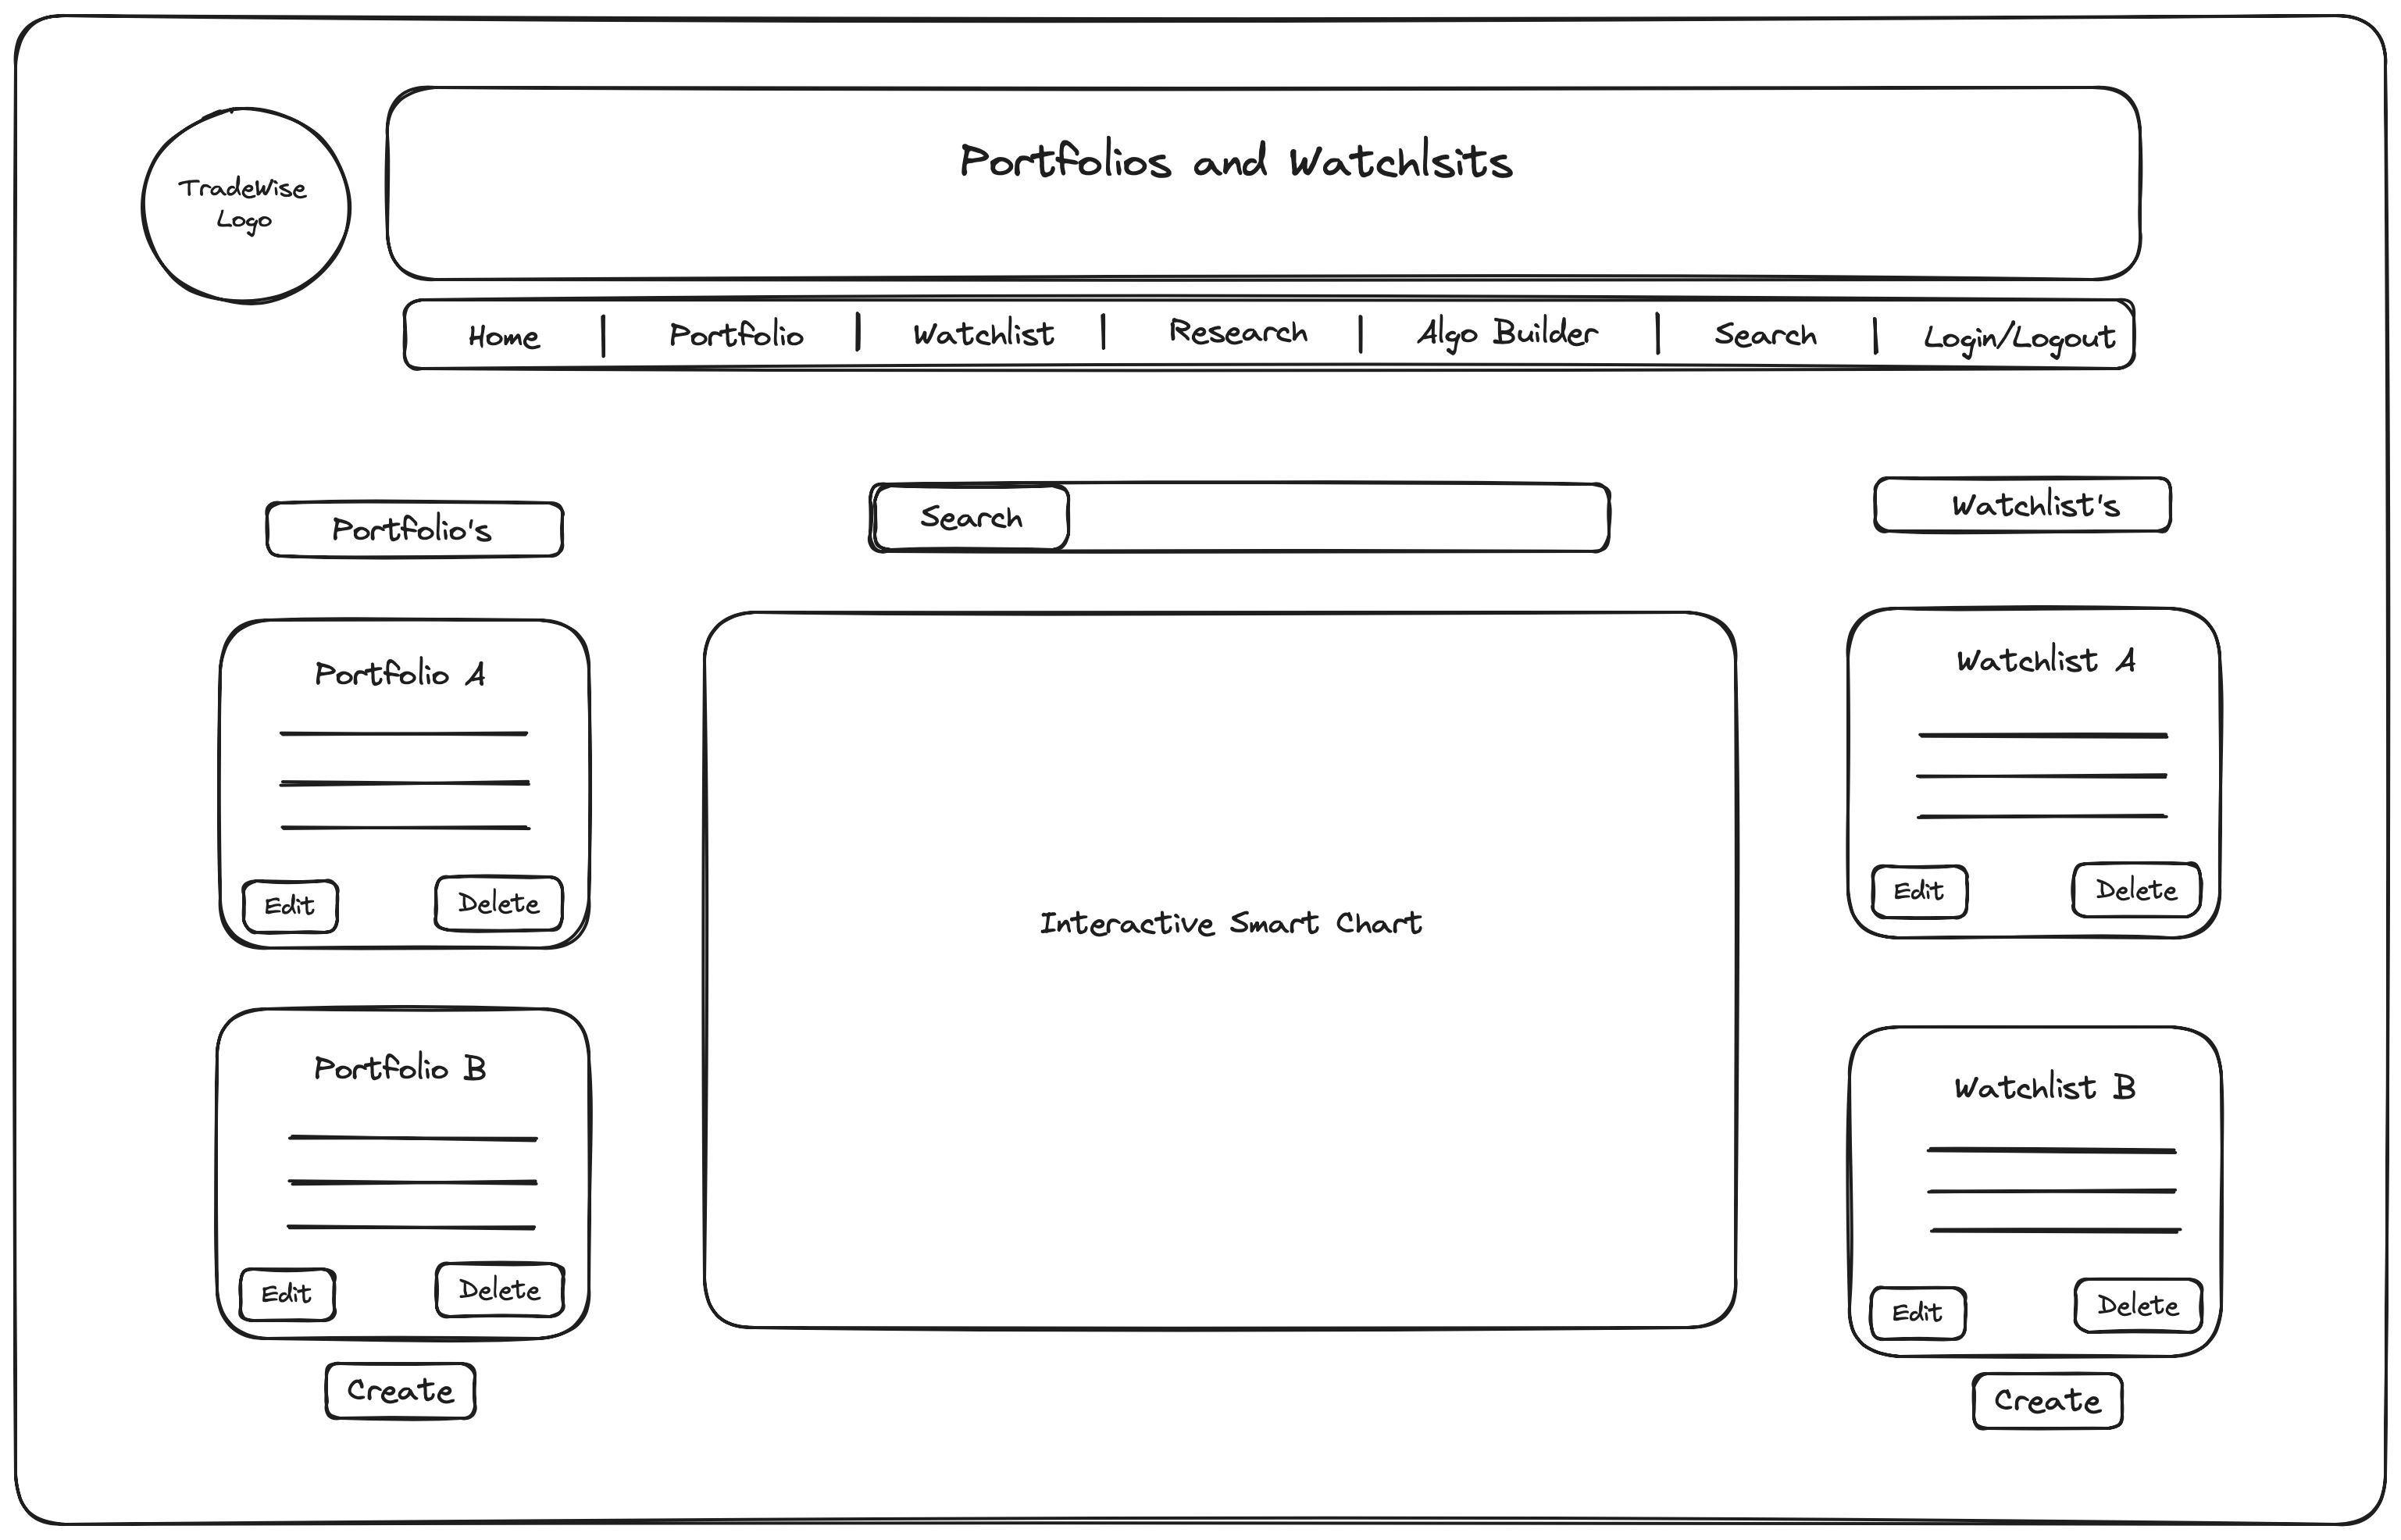 Portfolios and Watchlsits
TradeWise
Logo
Home | Portfolio | Watchlist | Research | Algo Builder | Search | Login/Logout
Portfolio's
Search
Watchlist's
Portfolio A
Edit
Delete
Portfolio B
Edit
Delete
Create
Interactive Smart Chart
Watchlist A
Edit
Delete
Watchlist B
Edit
Delete
Create